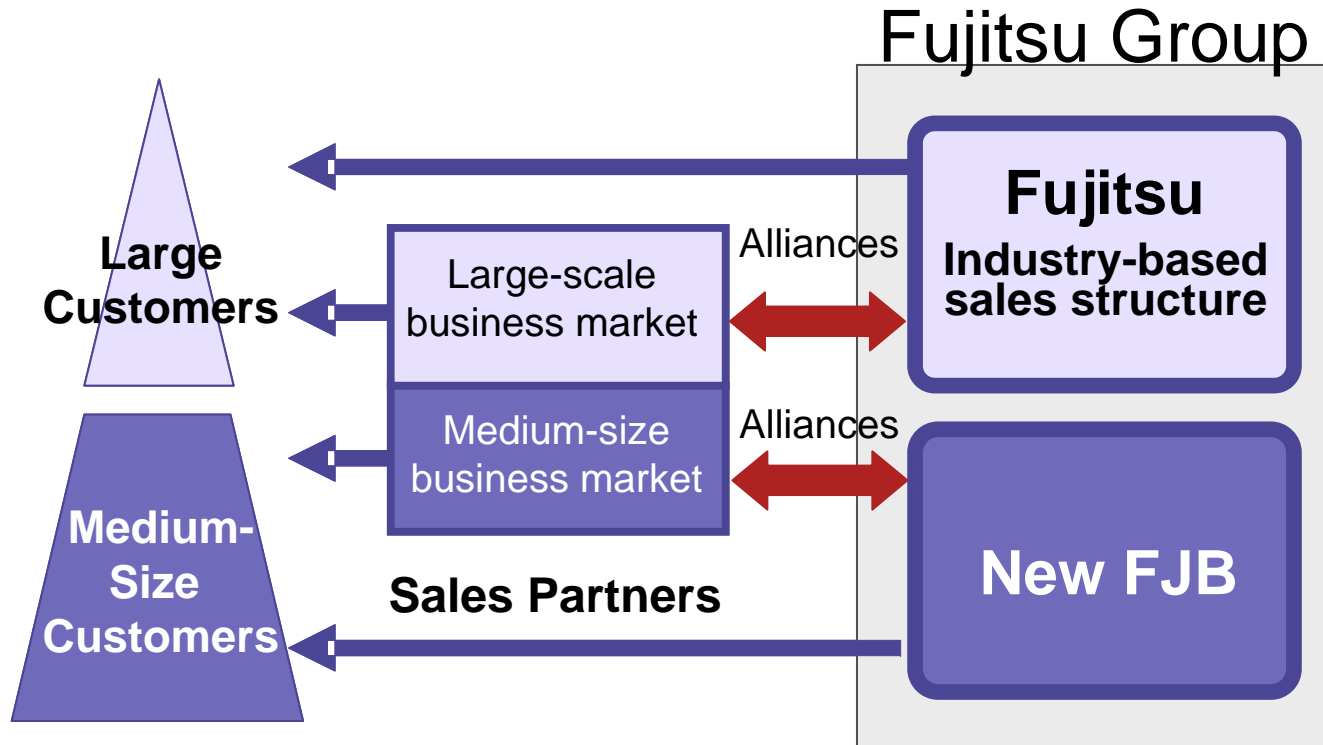 Fujitsu Group
Large
Customers
Medium-
Size
Customers
Large-scale
business market
Medium-size
business market
Sales Partners
Alliances
Alliances
Fujitsu
Industry-based
sales structure
New FJB